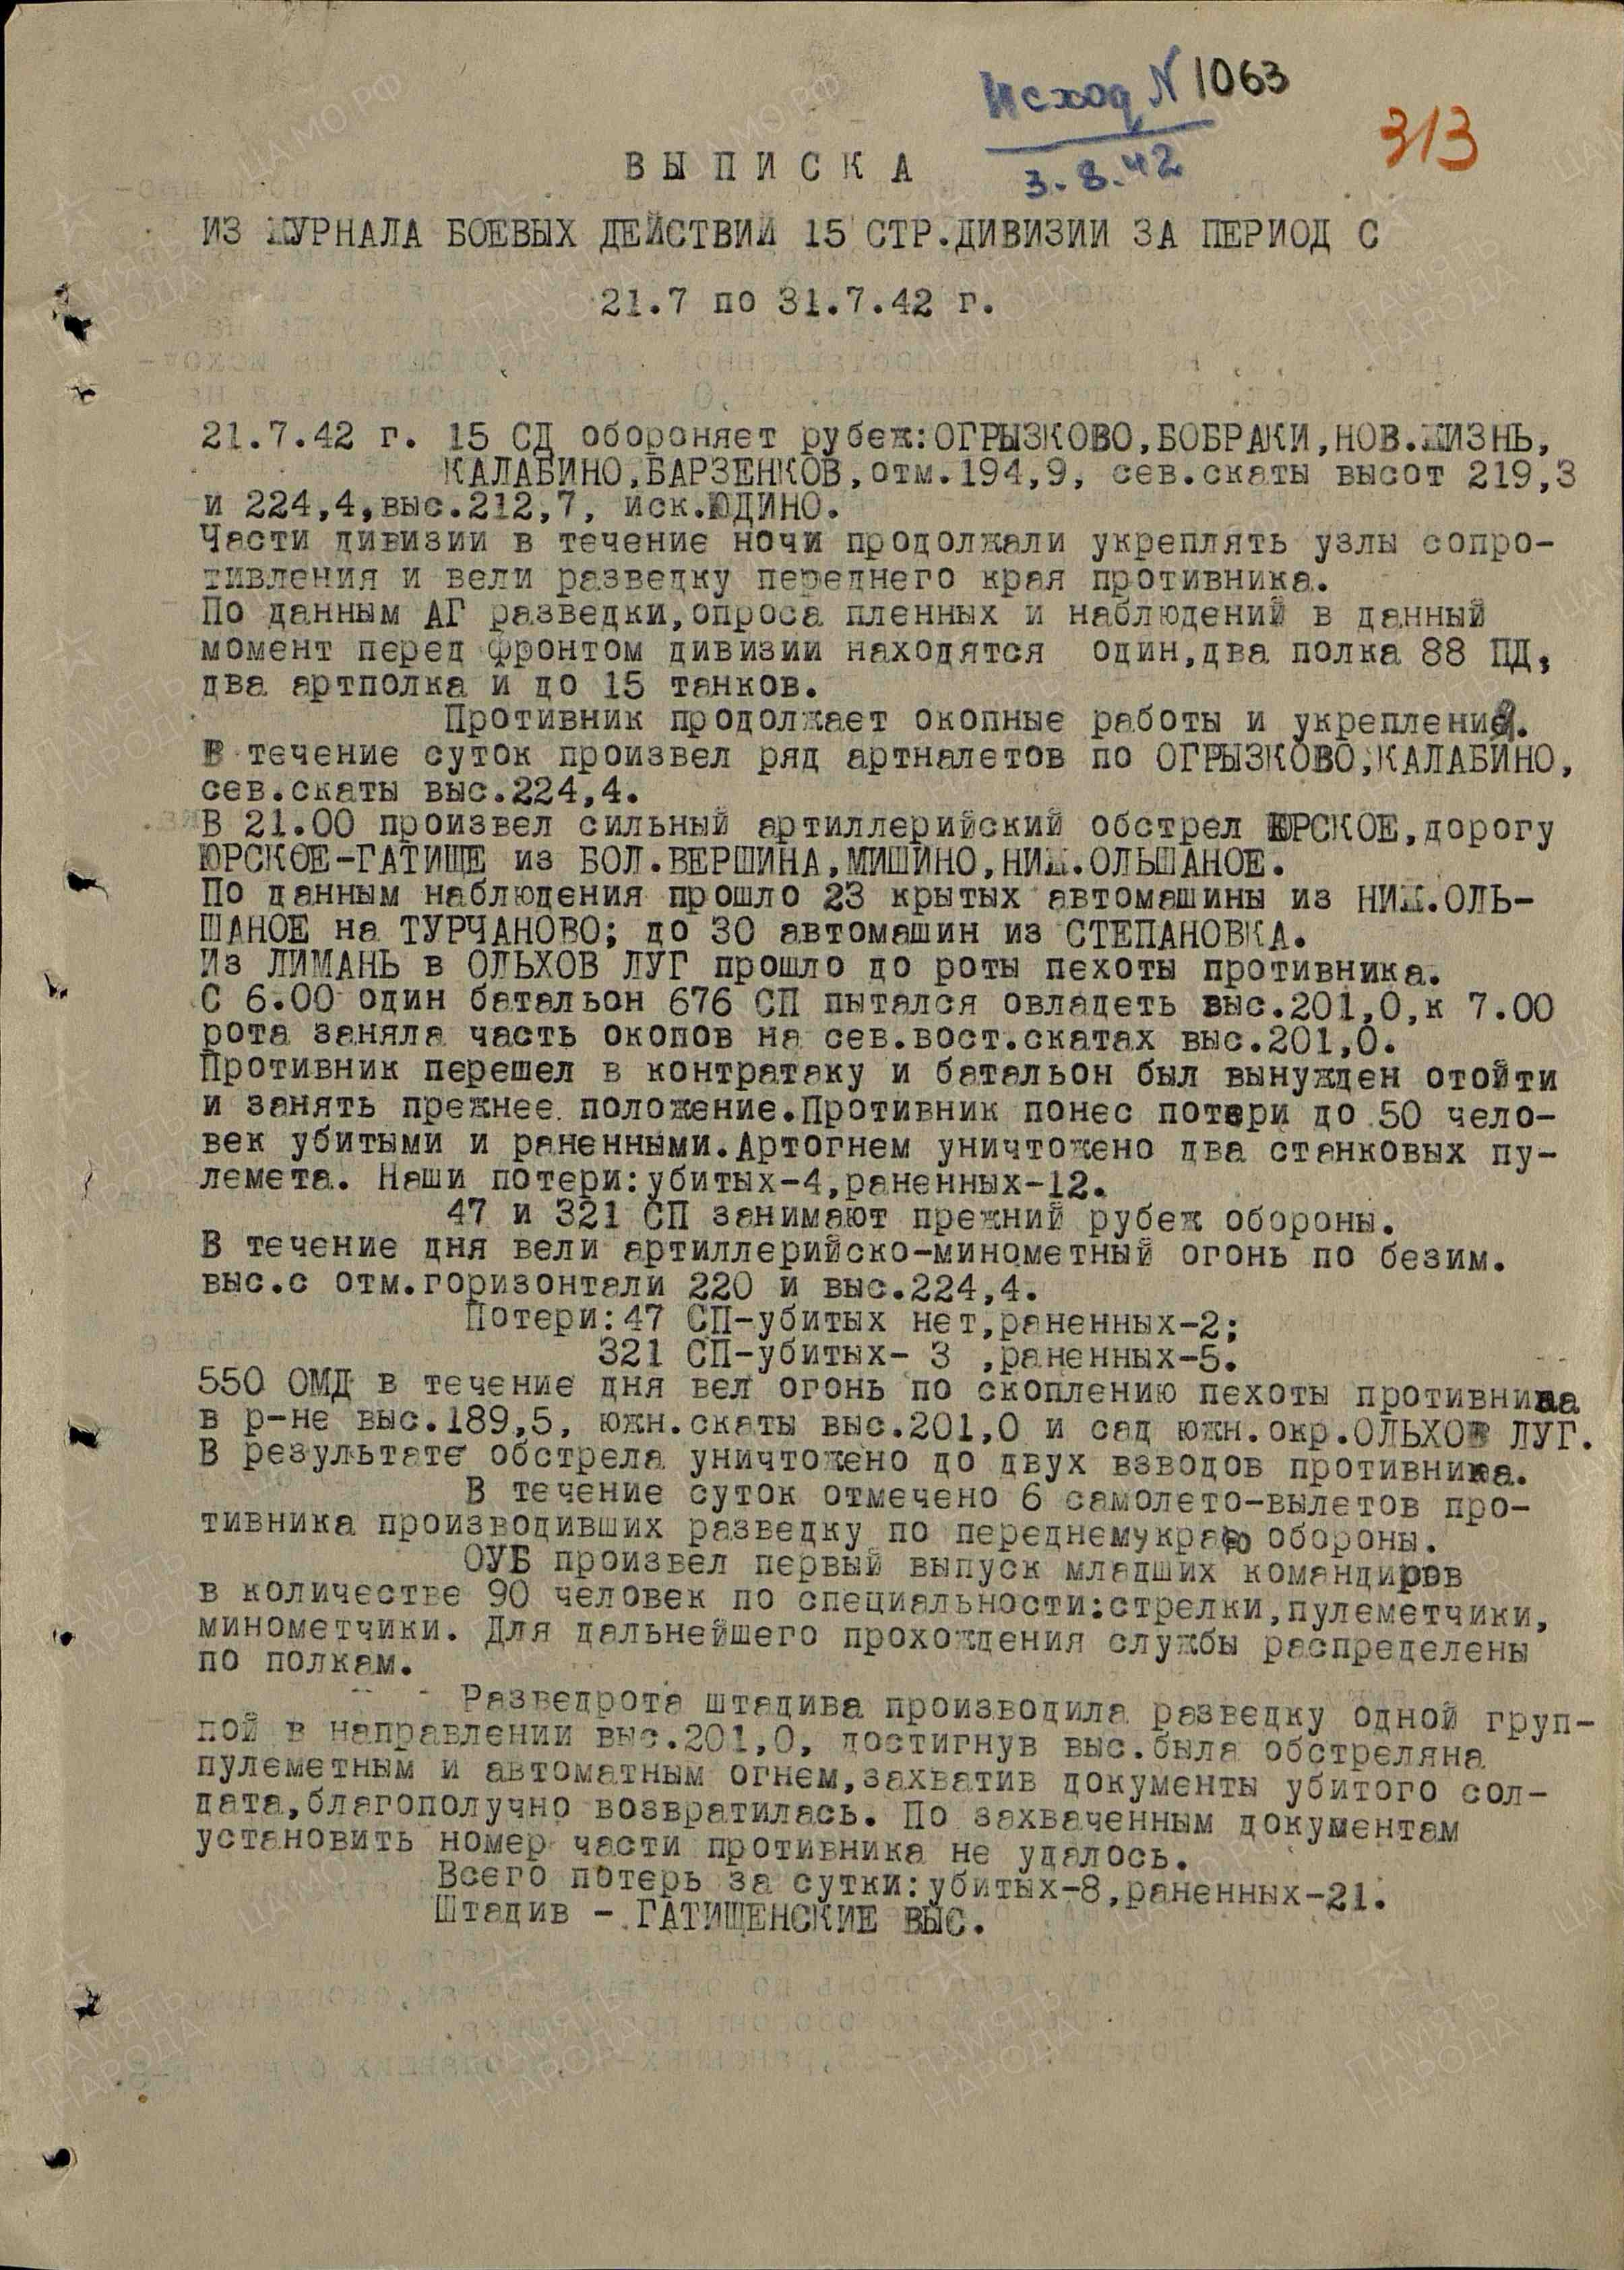 Исход N 1063
3.8.42
313
ВЫПИСКА
ИЗ ЖУРНАЛА БОЕВЫХ ДЕЙСТВИЙ 15 СТР.ДИВИЗИИ ЗА ПЕРИОД С
21.7 по 31.7.42 г.
21.7.42 г. 15 СД обороняет рубеж:ОГРЫЗКОВО,БОБРАКИ,НОВ.ЖИЗНЬ,
КАЛАБИНО,БАРЗЕНКОВ,отм.194,9, сев.скаты высот 219,3
и 224,4,выс.212,7, иск.ЮДИНО.
Части дивизии в течение ночи продолжали укреплять узлы сопро-
тивления и вели разведку переднего края противника.
По данным АГ разведки,опроса пленных и наблюдений в данный
момент перед фронтом дивизии находятся один,два полка 88 ПД,
два артполка и до 15 танков.
Противник продолжает окопные работы и укрепления.
В течение суток произвел ряд артналетов по ОГРЫЗКОВО,КАЛАБИНО,
сев.скаты выс.224,4.
В 21.00 произвел сильный артиллерийский обстрел ЮРСКОЕ,дорогу
ЮРСКОЕ-ГАТИЩЕ из БОЛ.ВЕРШИНА,МИШИНО,НИЖ.ОЛЬШАНОЕ.
По данным наблюдения прошло 23 крытых автомашины из НИЖ.ОЛЬ-
ШАНОЕ на ТУРЧАНОВО; до 30 автомашин из СТЕПАНОВКА.
Из ЛИМАНЬ в ОЛЬХОВ ЛУГ прошло до роты пехоты противника.
С 6.00 один батальон 676 СП пытался овладеть выс.201,0,к 7.00
рота заняла часть окопов на сев.вост.скатах выс.201,0.
Противник перешел в контратаку и батальон был вынужден отойти
и занять прежнее положение.Противник понес потери до 50 чело-
век убитыми и раненными.Артогнем уничтожено два станковых пу-
лемета. Наши потери:убитых-4,раненных-12.
47 и 321 СП занимают прежний рубеж обороны.
В течение дня вели артиллерийско-минометный огонь по безим.
выс.с отм.горизонтали 220 и выс.224,4.
Потери:47 СП-убитых нет,раненных-2;
321 СП-убитых- 3 ,раненных-5.
550 ОМД в течение дня вел огонь по скоплению пехоты противника
в р-не выс.189,5, южн.скаты выс.201,0 и сад южн.окр.ОЛЬХОВ ЛУГ.
В результате обстрела уничтожено до двух взводов противника.
В течение суток отмечено 6 самолето-вылетов про-
тивника производивших разведку по переднемукраю обороны.
ОУБ произвел первый выпуск младших командиров
в количестве 90 человек по специальности:стрелки,пулеметчики,
минометчики. Для дальнейшего прохождения службы распределены
по полкам.
Разведрота штадива производила разведку одной груп-
пой в направлении выс.201,0, достигнув выс.была обстреляна
пулеметным и автоматным огнем,захватив документы убитого сол-
дата,благополучно возвратилась. По захваченным документам
установить номер части противника не удалось.
Всего потерь за сутки:убитых-8,раненных-21.
Штадив - ГАТИЩЕНСКИЕ ВЫС.